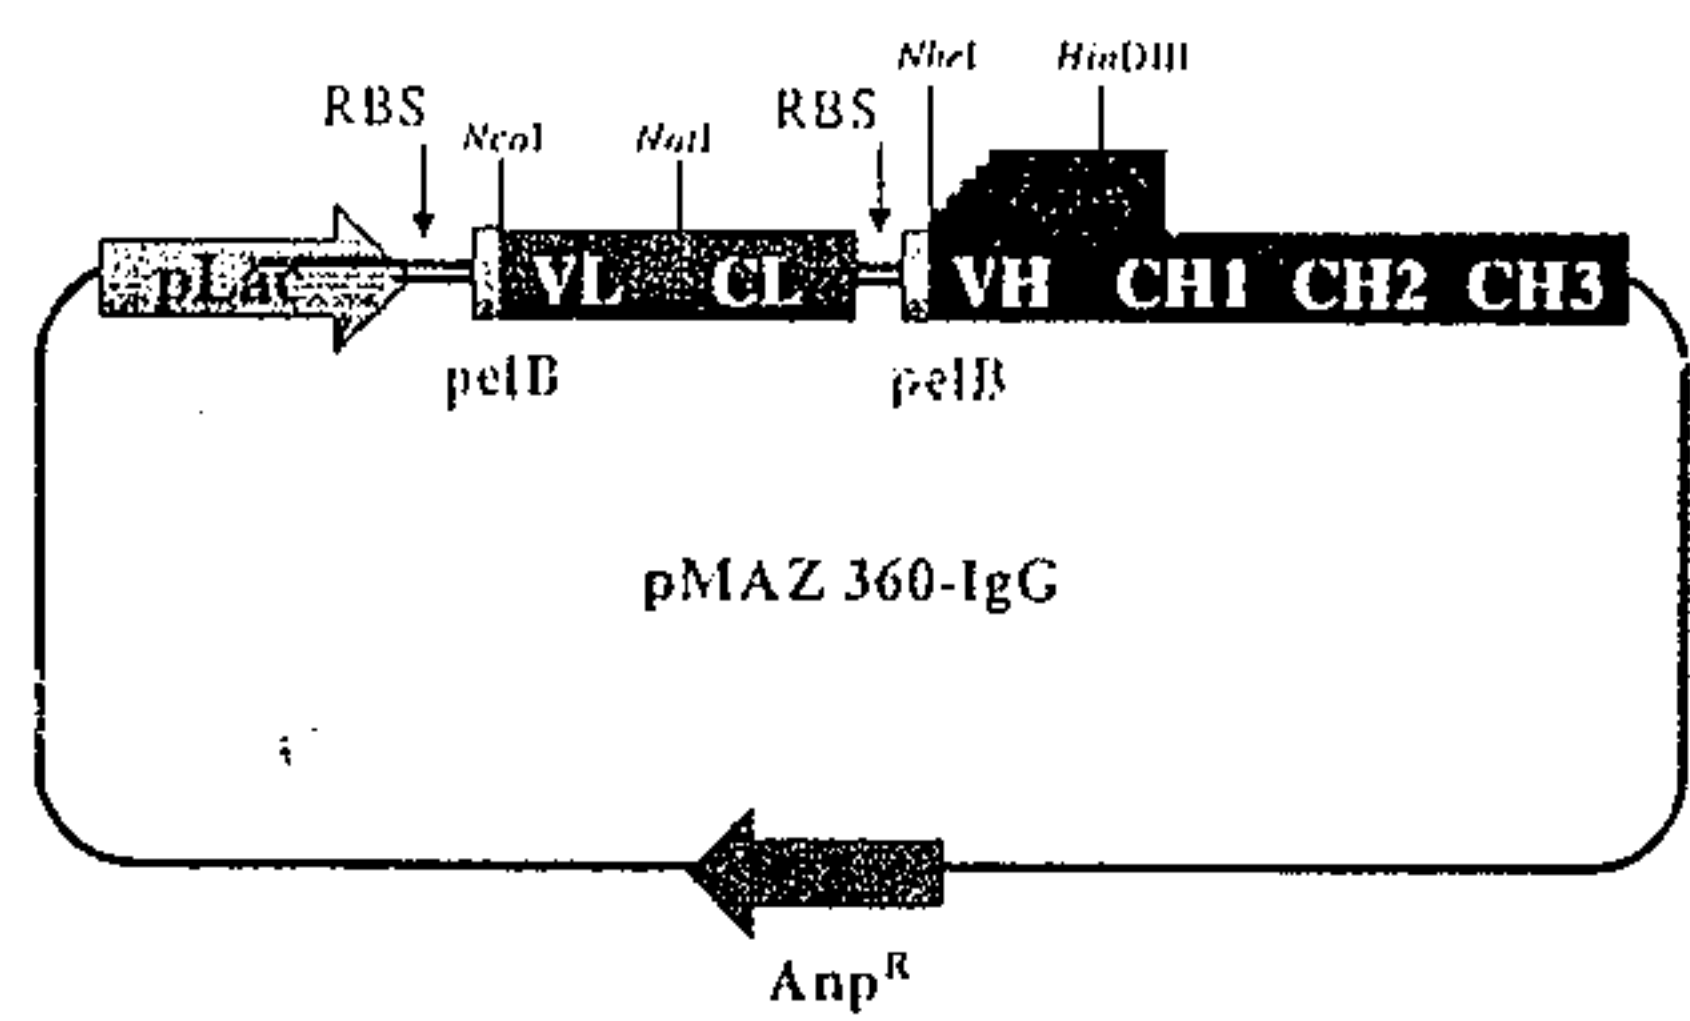 NheI HinDIII
RBS NcoI NotI RBS
pLac VL CL VH CH1 CH2 CH3
pelB pelB
pMAZ 360-IgG
Anp^R